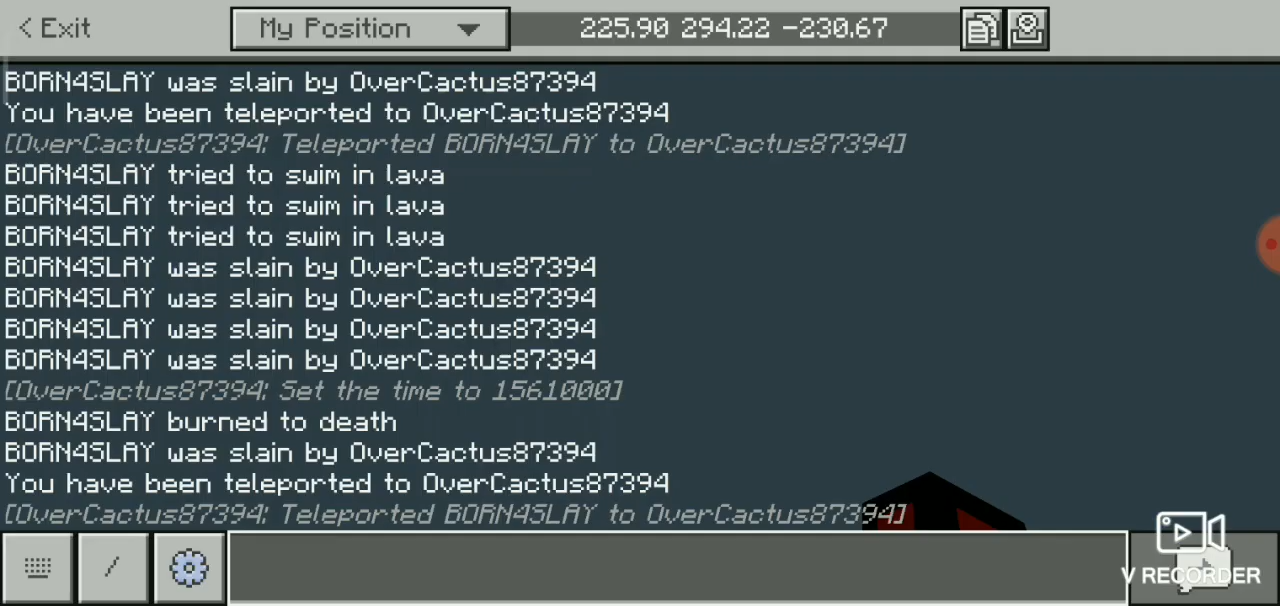 < Exit
My Position
225.90 294.22 -230.67
BORN4SLAY was slain by OverCactus87394
You have been teleported to OverCactus87394
[OverCactus87394: Teleported BORN4SLAY to OverCactus87394]
BORN4SLAY tried to swim in lava
BORN4SLAY tried to swim in lava
BORN4SLAY tried to swim in lava
BORN4SLAY was slain by OverCactus87394
BORN4SLAY was slain by OverCactus87394
BORN4SLAY was slain by OverCactus87394
BORN4SLAY was slain by OverCactus87394
[OverCactus87394: Set the time to 1561000]
BORN4SLAY burned to death
BORN4SLAY was slain by OverCactus87394
You have been teleported to OverCactus87394
[OverCactus87394: Teleported BORN4SLAY to OverCactus87394]
/
V RECORDER